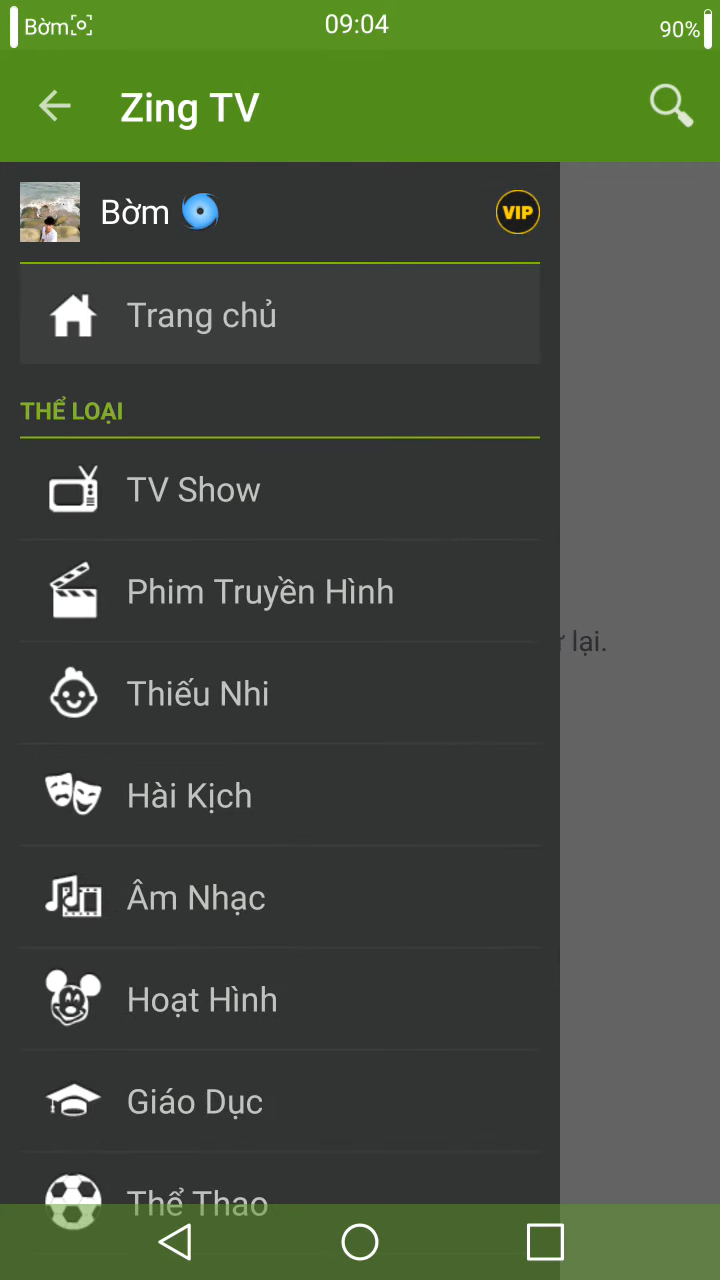 Bờm
09:04
90%
Zing TV
Bờm
VIP
Trang chủ
THỂ LOẠI
TV Show
Phim Truyền Hình
lại.
Thiếu Nhi
Hài Kịch
Âm Nhạc
Hoạt Hình
Giáo Dục
Thể Thao